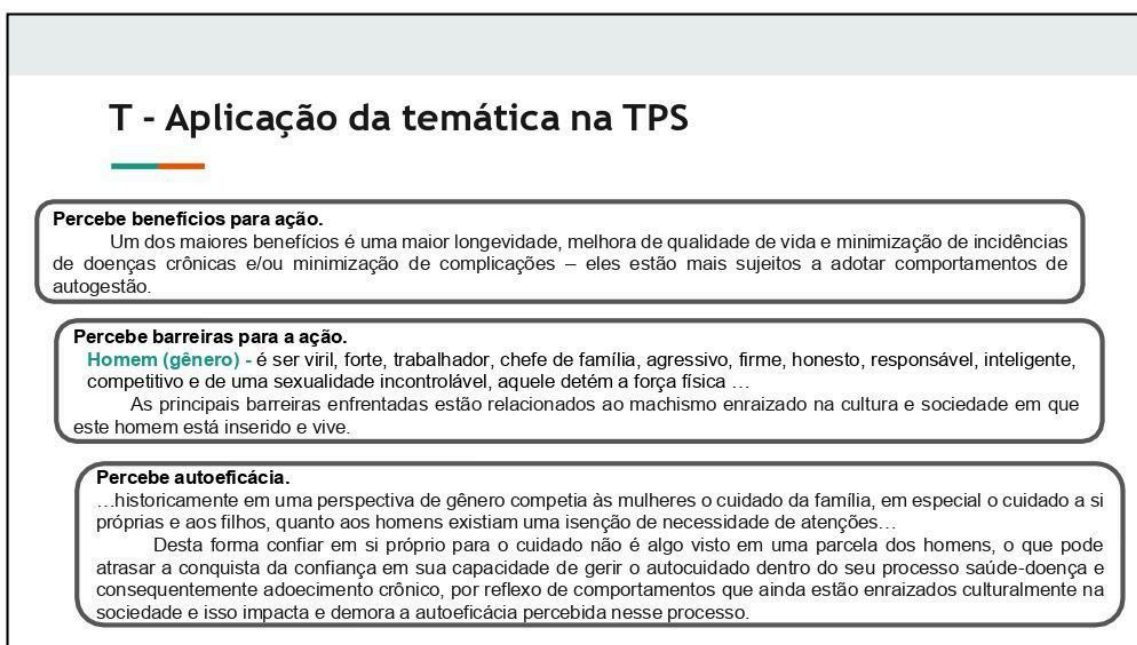 T - Aplicação da temática na TPS
Percebe benefícios para ação.
Um dos maiores benefícios é uma maior longevidade, melhora de qualidade de vida e minimização de incidências
de doenças crônicas e/ou minimização de complicações – eles estão mais sujeitos a adotar comportamentos de
autogestão.
Percebe barreiras para a ação.
Homem (gênero) - é ser viril, forte, trabalhador, chefe de família, agressivo, firme, honesto, responsável, inteligente,
competitivo e de uma sexualidade incontrolável, aquele detém a força física …
As principais barreiras enfrentadas estão relacionados ao machismo enraizado na cultura e sociedade em que
este homem está inserido e vive.
Percebe autoeficácia.
…historicamente em uma perspectiva de gênero competia às mulheres o cuidado da família, em especial o cuidado a si
próprias e aos filhos, quanto aos homens existiam uma isenção de necessidade de atenções…
Desta forma confiar em si próprio para o cuidado não é algo visto em uma parcela dos homens, o que pode
atrasar a conquista da confiança em sua capacidade de gerir o autocuidado dentro do seu processo saúde-doença e
consequentemente adoecimento crônico, por reflexo de comportamentos que ainda estão enraizados culturalmente na
sociedade e isso impacta e demora a autoeficácia percebida nesse processo.